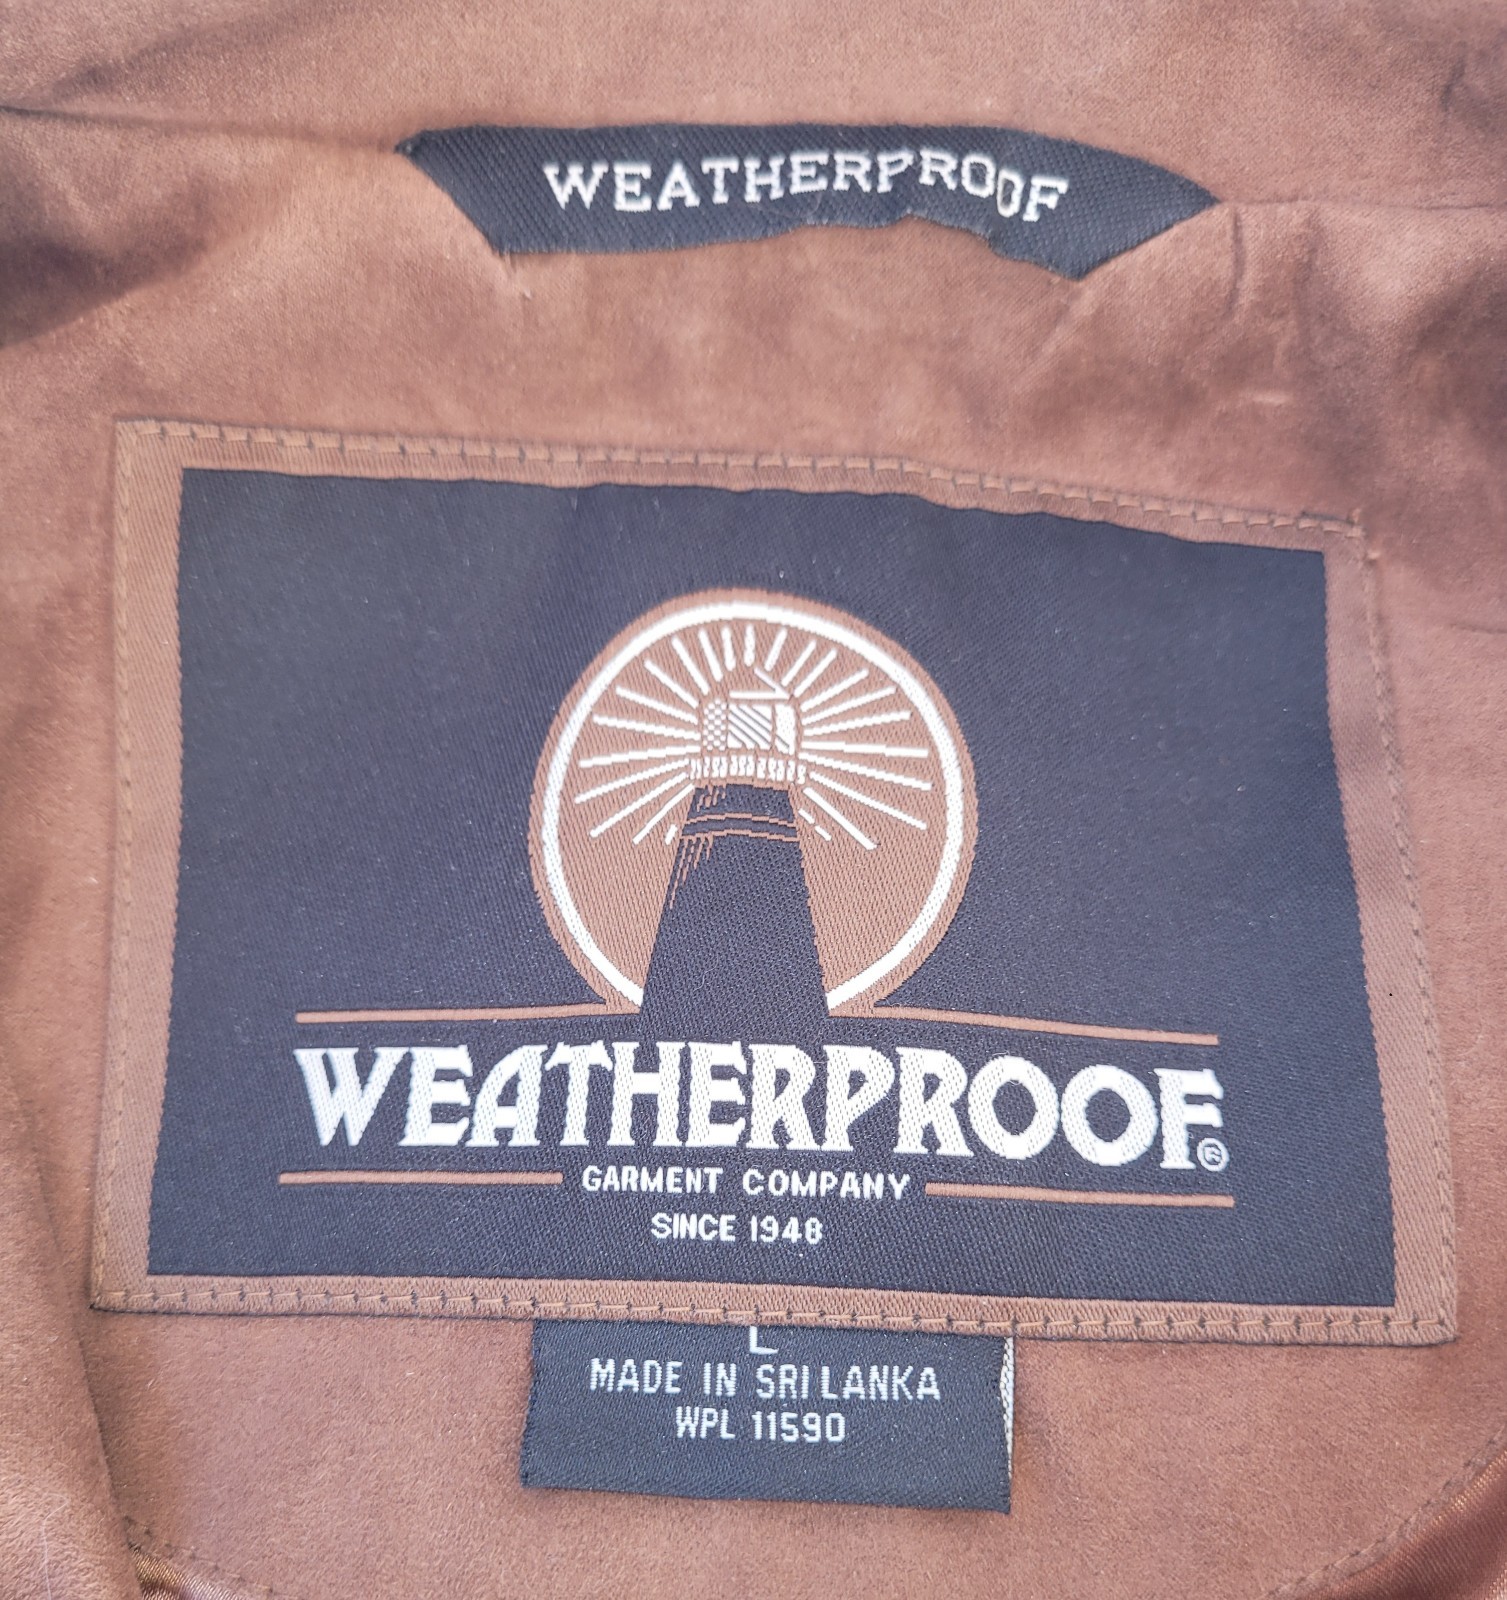 WEATHERPROOF
WEATHERPROOF®
GARMENT COMPANY
SINCE 1948
L
MADE IN SRI LANKA
WPL 11590